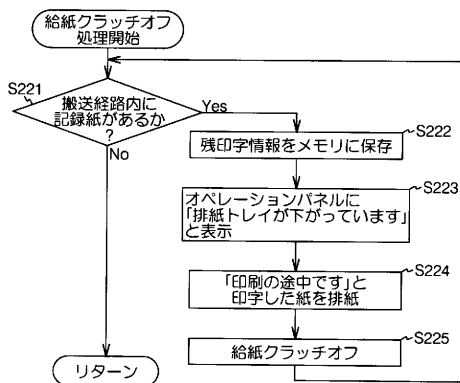 給紙クラッチオフ
処理開始
S221
搬送経路内に
記録紙があるか
?
Yes
No
S222
残印字情報をメモリに保存
S223
オペレーションパネルに
「排紙トレイが下がっています」
と表示
S224
「印刷の途中です」と
印字した紙を排紙
S225
給紙クラッチオフ
リターン